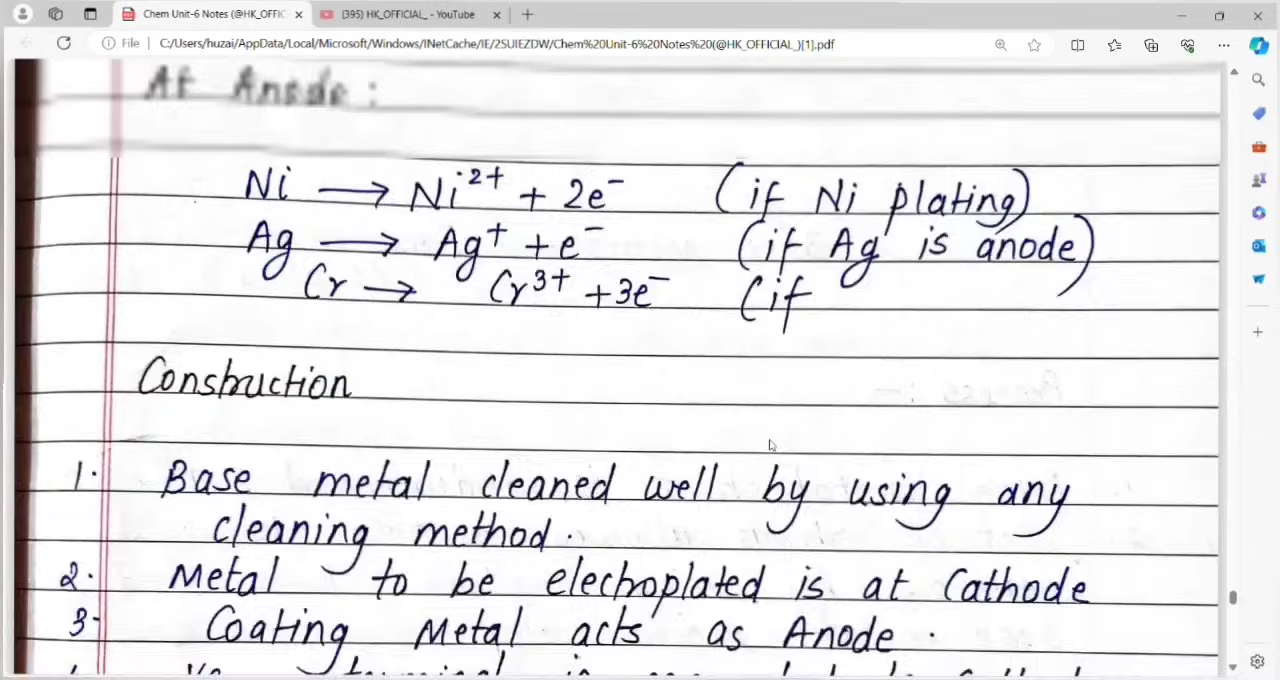 Chem Unit-6 Notes (@HK_OFFIC
(395) HK_OFFICIAL_ - YouTube
File
C:/Users/huzai/AppData/Local/Microsoft/Windows/INetCache/IE/2SUIEZDW/Chem%20Unit-6%20Notes%20(@HK_OFFICIAL_)[1].pdf
At Anode :
Ni → Ni²⁺ + 2e⁻ (if Ni plating)
Ag → Ag⁺ + e⁻ (if Ag is anode)
Cr → Cr³⁺ + 3e⁻ (if
Construction
1. Base metal cleaned well by using any
cleaning method.
2. Metal to be electroplated is at Cathode
3. Coating Metal acts as Anode.